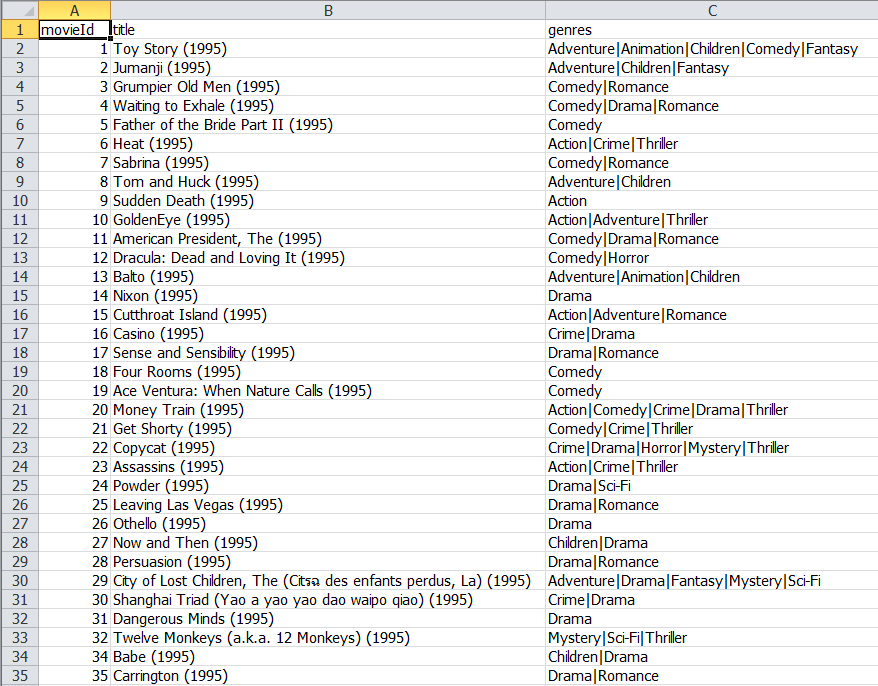 A B C
1 movieId title genres
2 1 Toy Story (1995) Adventure|Animation|Children|Comedy|Fantasy
3 2 Jumanji (1995) Adventure|Children|Fantasy
4 3 Grumpier Old Men (1995) Comedy|Romance
5 4 Waiting to Exhale (1995) Comedy|Drama|Romance
6 5 Father of the Bride Part II (1995) Comedy
7 6 Heat (1995) Action|Crime|Thriller
8 7 Sabrina (1995) Comedy|Romance
9 8 Tom and Huck (1995) Adventure|Children
10 9 Sudden Death (1995) Action
11 10 GoldenEye (1995) Action|Adventure|Thriller
12 11 American President, The (1995) Comedy|Drama|Romance
13 12 Dracula: Dead and Loving It (1995) Comedy|Horror
14 13 Balto (1995) Adventure|Animation|Children
15 14 Nixon (1995) Drama
16 15 Cutthroat Island (1995) Action|Adventure|Romance
17 16 Casino (1995) Crime|Drama
18 17 Sense and Sensibility (1995) Drama|Romance
19 18 Four Rooms (1995) Comedy
20 19 Ace Ventura: When Nature Calls (1995) Comedy
21 20 Money Train (1995) Action|Comedy|Crime|Drama|Thriller
22 21 Get Shorty (1995) Comedy|Crime|Thriller
23 22 Copycat (1995) Crime|Drama|Horror|Mystery|Thriller
24 23 Assassins (1995) Action|Crime|Thriller
25 24 Powder (1995) Drama|Sci-Fi
26 25 Leaving Las Vegas (1995) Drama|Romance
27 26 Othello (1995) Drama
28 27 Now and Then (1995) Children|Drama
29 28 Persuasion (1995) Drama|Romance
30 29 City of Lost Children, The (Citรฉ des enfants perdus, La) (1995) Adventure|Drama|Fantasy|Mystery|Sci-Fi
31 30 Shanghai Triad (Yao a yao yao dao waipo qiao) (1995) Crime|Drama
32 31 Dangerous Minds (1995) Drama
33 32 Twelve Monkeys (a.k.a. 12 Monkeys) (1995) Mystery|Sci-Fi|Thriller
34 34 Babe (1995) Children|Drama
35 35 Carrington (1995) Drama|Romance